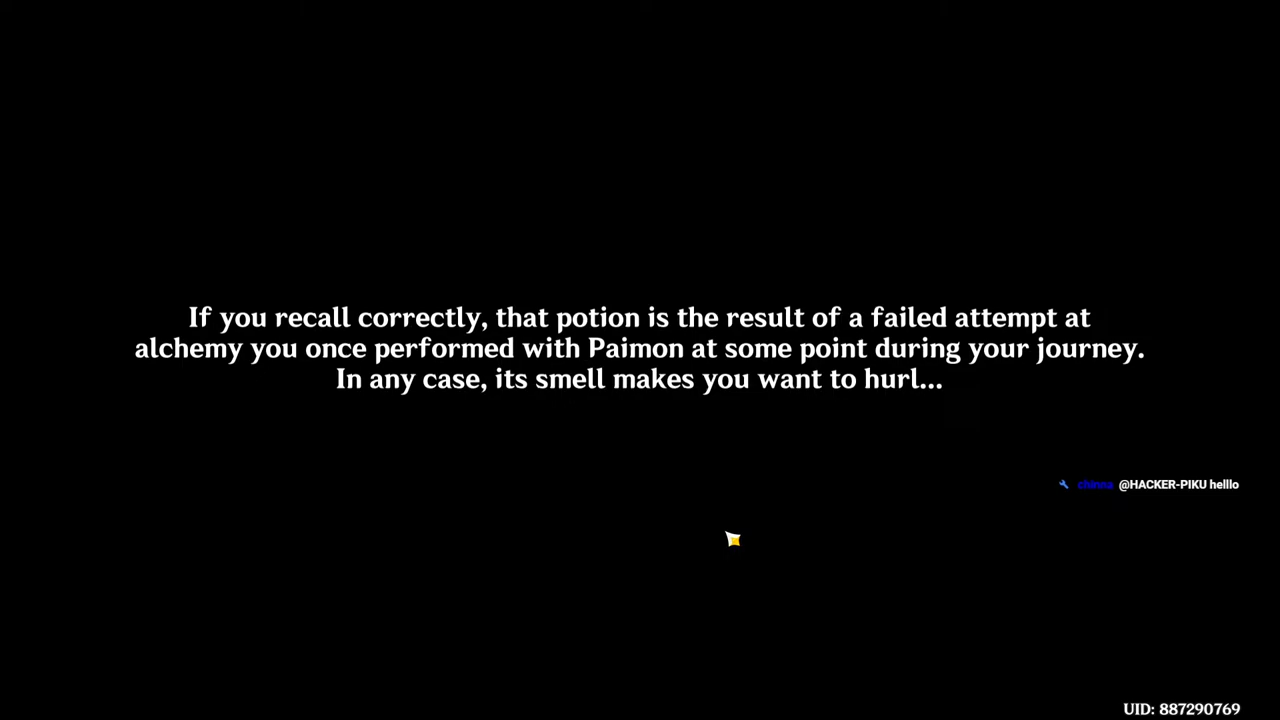 If you recall correctly, that potion is the result of a failed attempt at
alchemy you once performed with Paimon at some point during your journey.
In any case, its smell makes you want to hurl...
chinna @HACKER-PIKU helllo
UID: 887290769